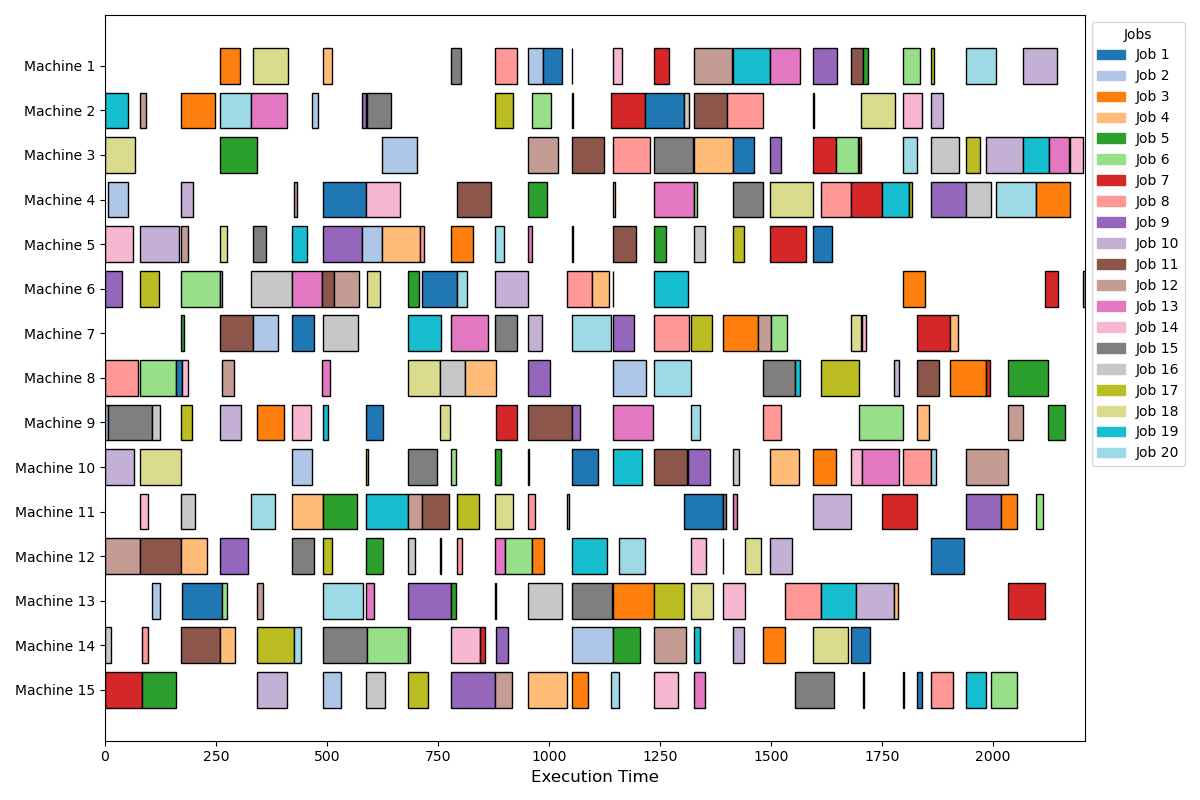 Machine 1
Machine 2
Machine 3
Machine 4
Machine 5
Machine 6
Machine 7
Machine 8
Machine 9
Machine 10
Machine 11
Machine 12
Machine 13
Machine 14
Machine 15
0 250 500 750 1000 1250 1500 1750 2000
Execution Time
Jobs
Job 1
Job 2
Job 3
Job 4
Job 5
Job 6
Job 7
Job 8
Job 9
Job 10
Job 11
Job 12
Job 13
Job 14
Job 15
Job 16
Job 17
Job 18
Job 19
Job 20